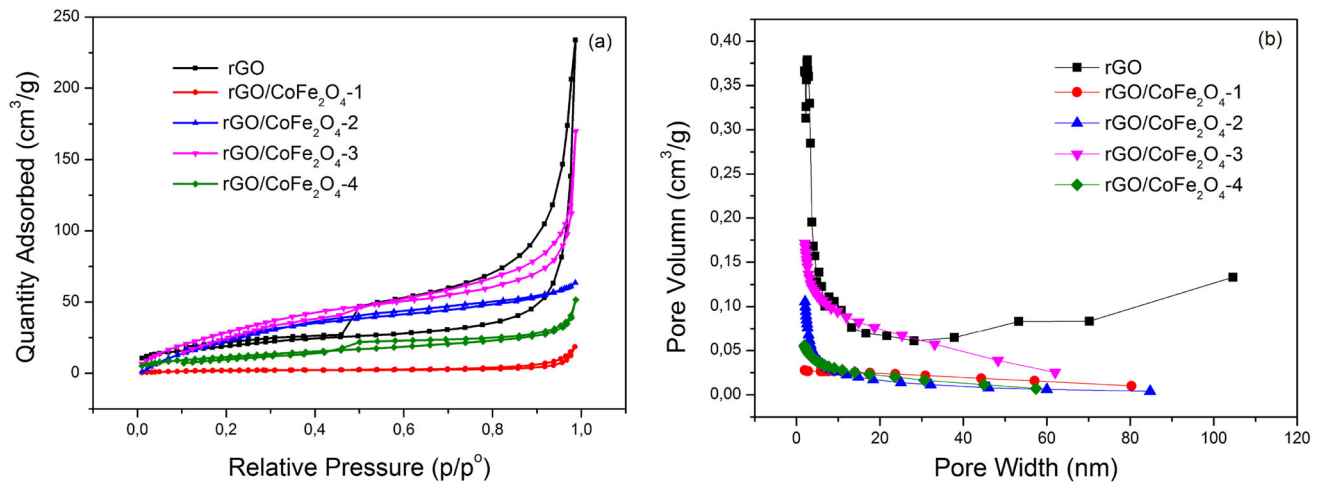 (a)
rGO
rGO/CoFe₂O₄-1
rGO/CoFe₂O₄-2
rGO/CoFe₂O₄-3
rGO/CoFe₂O₄-4
Quantity Adsorbed (cm³/g)
250
200
150
100
50
0
0,0
0,2
0,4
0,6
0,8
1,0
Relative Pressure (p/pᵒ)
(b)
rGO
rGO/CoFe₂O₄-1
rGO/CoFe₂O₄-2
rGO/CoFe₂O₄-3
rGO/CoFe₂O₄-4
Pore Volumn (cm³/g)
0,40
0,35
0,30
0,25
0,20
0,15
0,10
0,05
0,00
0
20
40
60
80
100
120
Pore Width (nm)